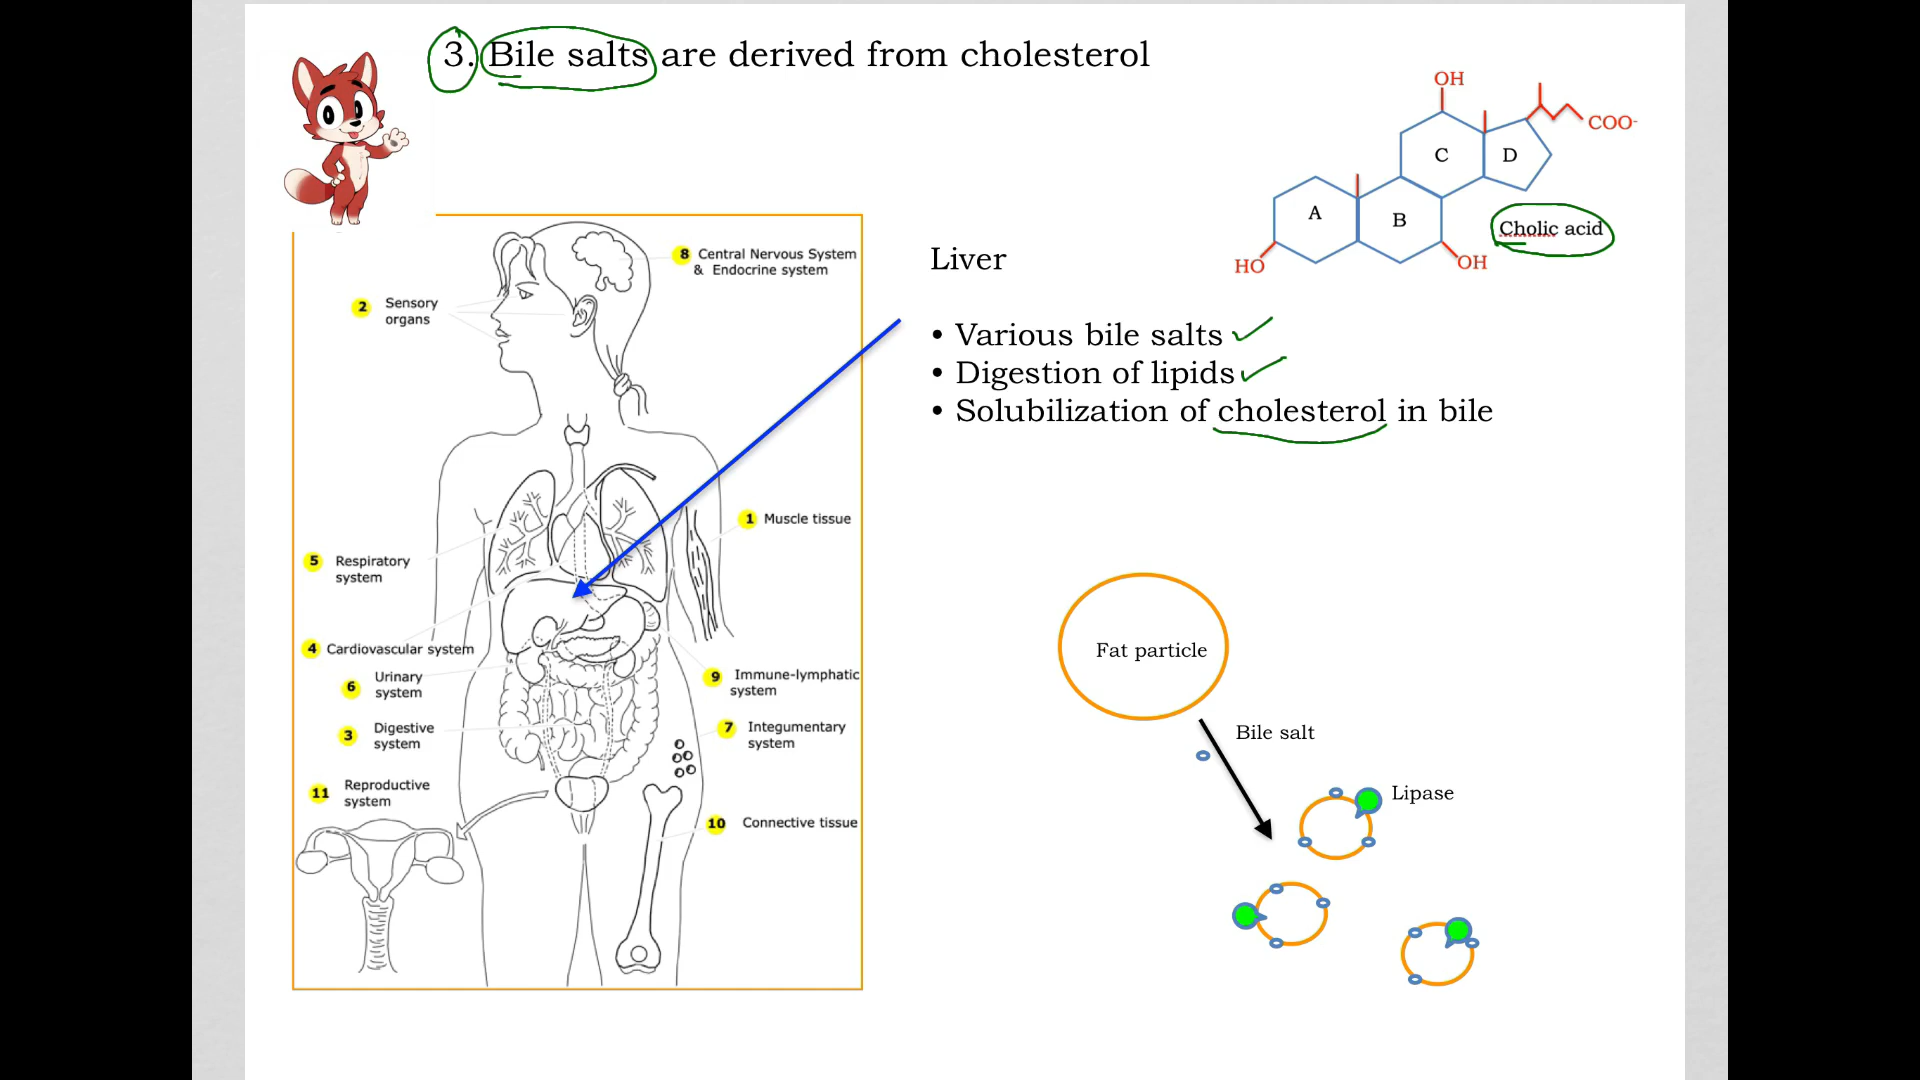 3. Bile salts are derived from cholesterol
OH
COO-
C
D
A
B
Cholic acid
HO
OH
Liver
• Various bile salts
• Digestion of lipids
• Solubilization of cholesterol in bile
8 Central Nervous System
& Endocrine system
2 Sensory
organs
1 Muscle tissue
5 Respiratory
system
4 Cardiovascular system
6 Urinary
system
9 Immune-lymphatic
system
3 Digestive
system
7 Integumentary
system
11 Reproductive
system
10 Connective tissue
Fat particle
Bile salt
Lipase